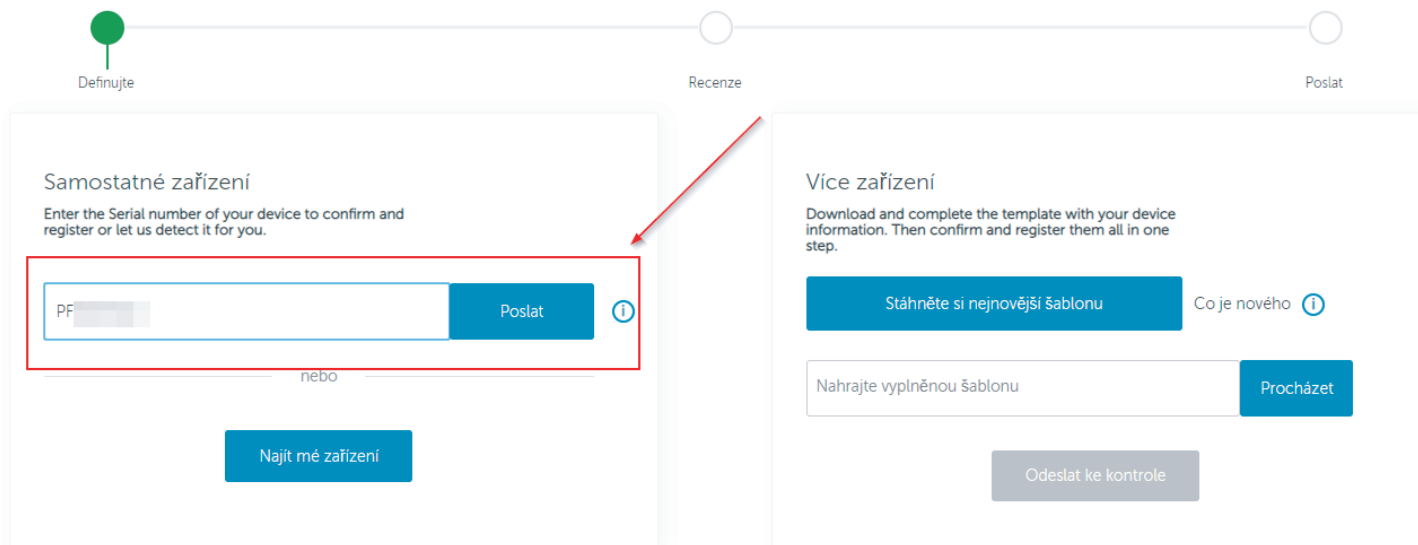 Definujte
Recenze
Poslat
Samostatné zařízení
Enter the Serial number of your device to confirm and
register or let us detect it for you.
PF
Poslat
nebo
Najít mé zařízení
Více zařízení
Download and complete the template with your device
information. Then confirm and register them all in one
step.
Stáhněte si nejnovější šablonu
Co je nového
Nahrajte vyplněnou šablonu
Procházet
Odeslat ke kontrole